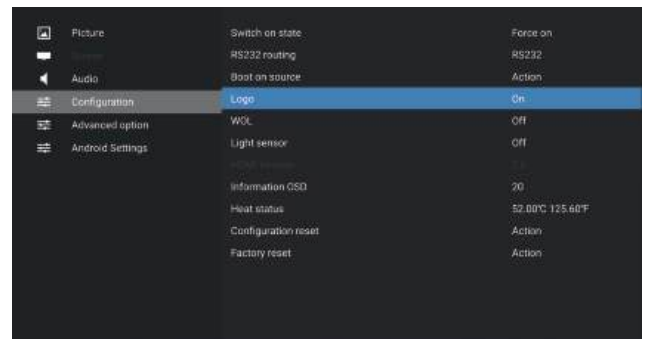 Picture
Audio
Configuration
Advanced option
Android Settings
Switch on state Force on
RS232 routing RS232
Boot on source Action
Logo On
WOL Off
Light sensor Off
Information OSD 20
Heat status 52.00°C 125.60°F
Configuration reset Action
Factory reset Action